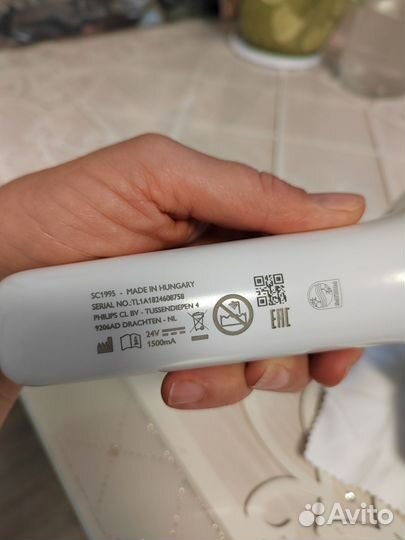 SC1995 - MADE IN HUNGARY
SERIAL NO.:TL1A1824608758
PHILIPS CL BV - TUSSENDIEPEN 4
9206AD DRACHTEN - NL
24V
1500mA
EAC
Avito